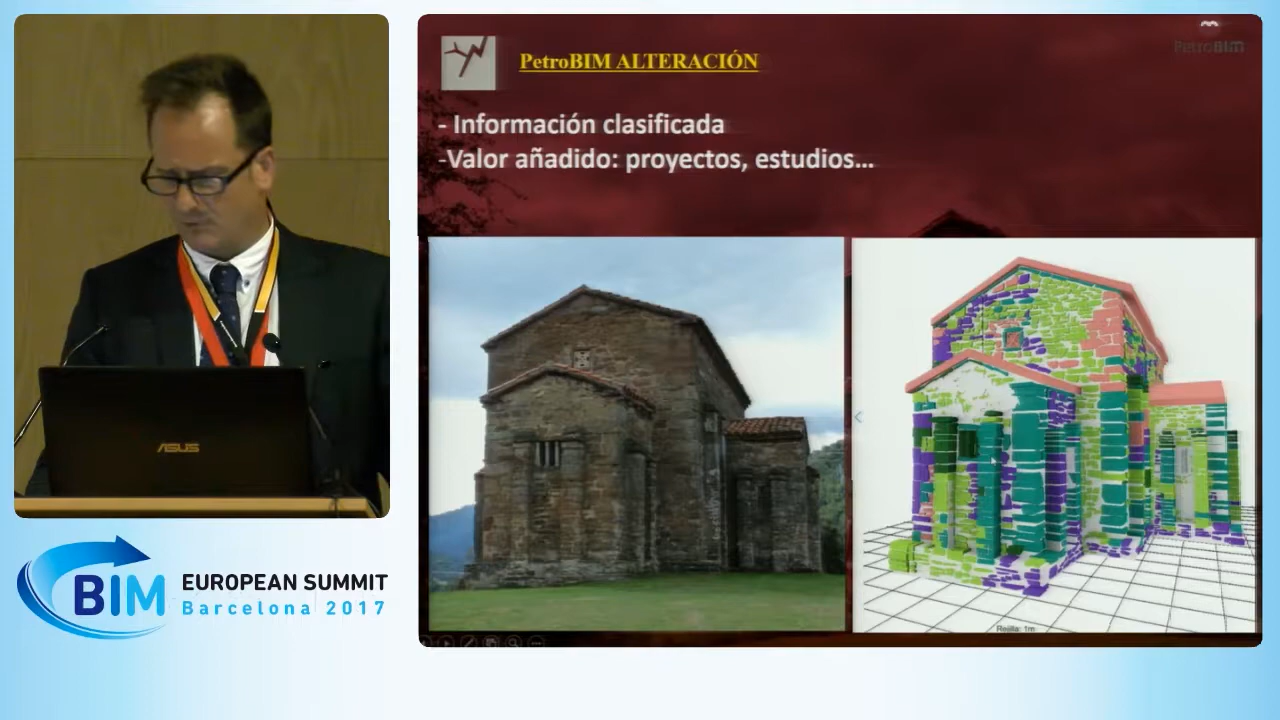 PetroBIM
PetroBIM ALTERACIÓN
- Información clasificada
-Valor añadido: proyectos, estudios...
ASUS
Rejilla: 1m
BIM
EUROPEAN SUMMIT
Barcelona 2017